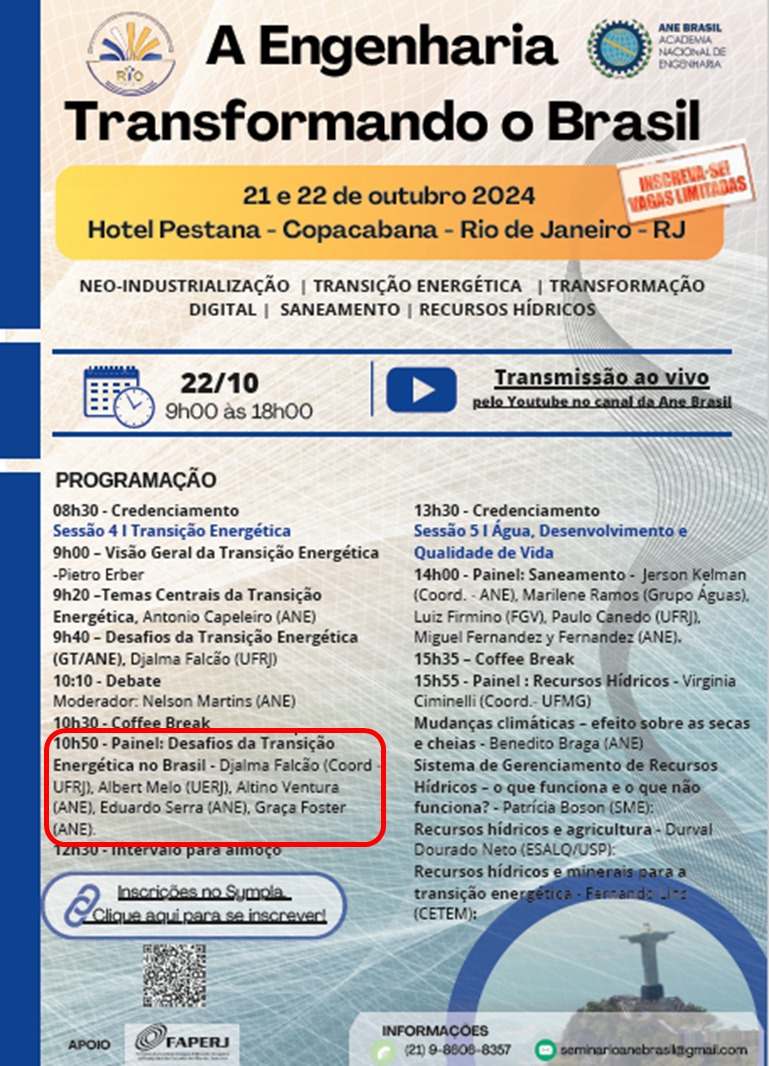 RIO
A Engenharia
ANE BRASIL
ACADEMIA
NACIONAL DE
ENGENHARIA
Transformando o Brasil
INSCREVA-SE!
VAGAS LIMITADAS
21 e 22 de outubro 2024
Hotel Pestana - Copacabana - Rio de Janeiro - RJ
NEO-INDUSTRIALIZAÇÃO | TRANSIÇÃO ENERGÉTICA | TRANSFORMAÇÃO
DIGITAL | SANEAMENTO | RECURSOS HÍDRICOS
22/10
9h00 às 18h00
Transmissão ao vivo
pelo Youtube no canal da Ane Brasil
PROGRAMAÇÃO
08h30 - Credenciamento
Sessão 4 I Transição Energética
9h00 – Visão Geral da Transição Energética
-Pietro Erber
9h20 –Temas Centrais da Transição
Energética, Antonio Capeleiro (ANE)
9h40 – Desafios da Transição Energética
(GT/ANE), Djalma Falcão (UFRJ)
10:10 - Debate
Moderador: Nelson Martins (ANE)
10h30 - Coffee Break
10h50 - Painel: Desafios da Transição
Energética no Brasil - Djalma Falcão (Coord -
UFRJ), Albert Melo (UERJ), Altino Ventura
(ANE), Eduardo Serra (ANE), Graça Foster
(ANE).
12h30 - Intervalo para almoço
13h30 - Credenciamento
Sessão 5 I Água, Desenvolvimento e
Qualidade de Vida
14h00 - Painel: Saneamento - Jerson Kelman
(Coord. - ANE), Marilene Ramos (Grupo Águas),
Luiz Firmino (FGV), Paulo Canedo (UFRJ),
Miguel Fernandez y Fernandez (ANE).
15h35 – Coffee Break
15h55 - Painel : Recursos Hídricos - Virginia
Ciminelli (Coord.- UFMG)
Mudanças climáticas – efeito sobre as secas
e cheias - Benedito Braga (ANE)
Sistema de Gerenciamento de Recursos
Hídricos – o que funciona e o que não
funciona? - Patrícia Boson (SME);
Recursos hídricos e agricultura - Durval
Dourado Neto (ESALQ/USP);
Recursos hídricos e minerais para a
transição energética - Fernando Lins
(CETEM);
Inscrições no Sympla.
Clique aqui para se inscrever!
APOIO
FAPERJ
INFORMAÇÕES
(21) 9-8606-8357
seminarioanebrasil@gmail.com